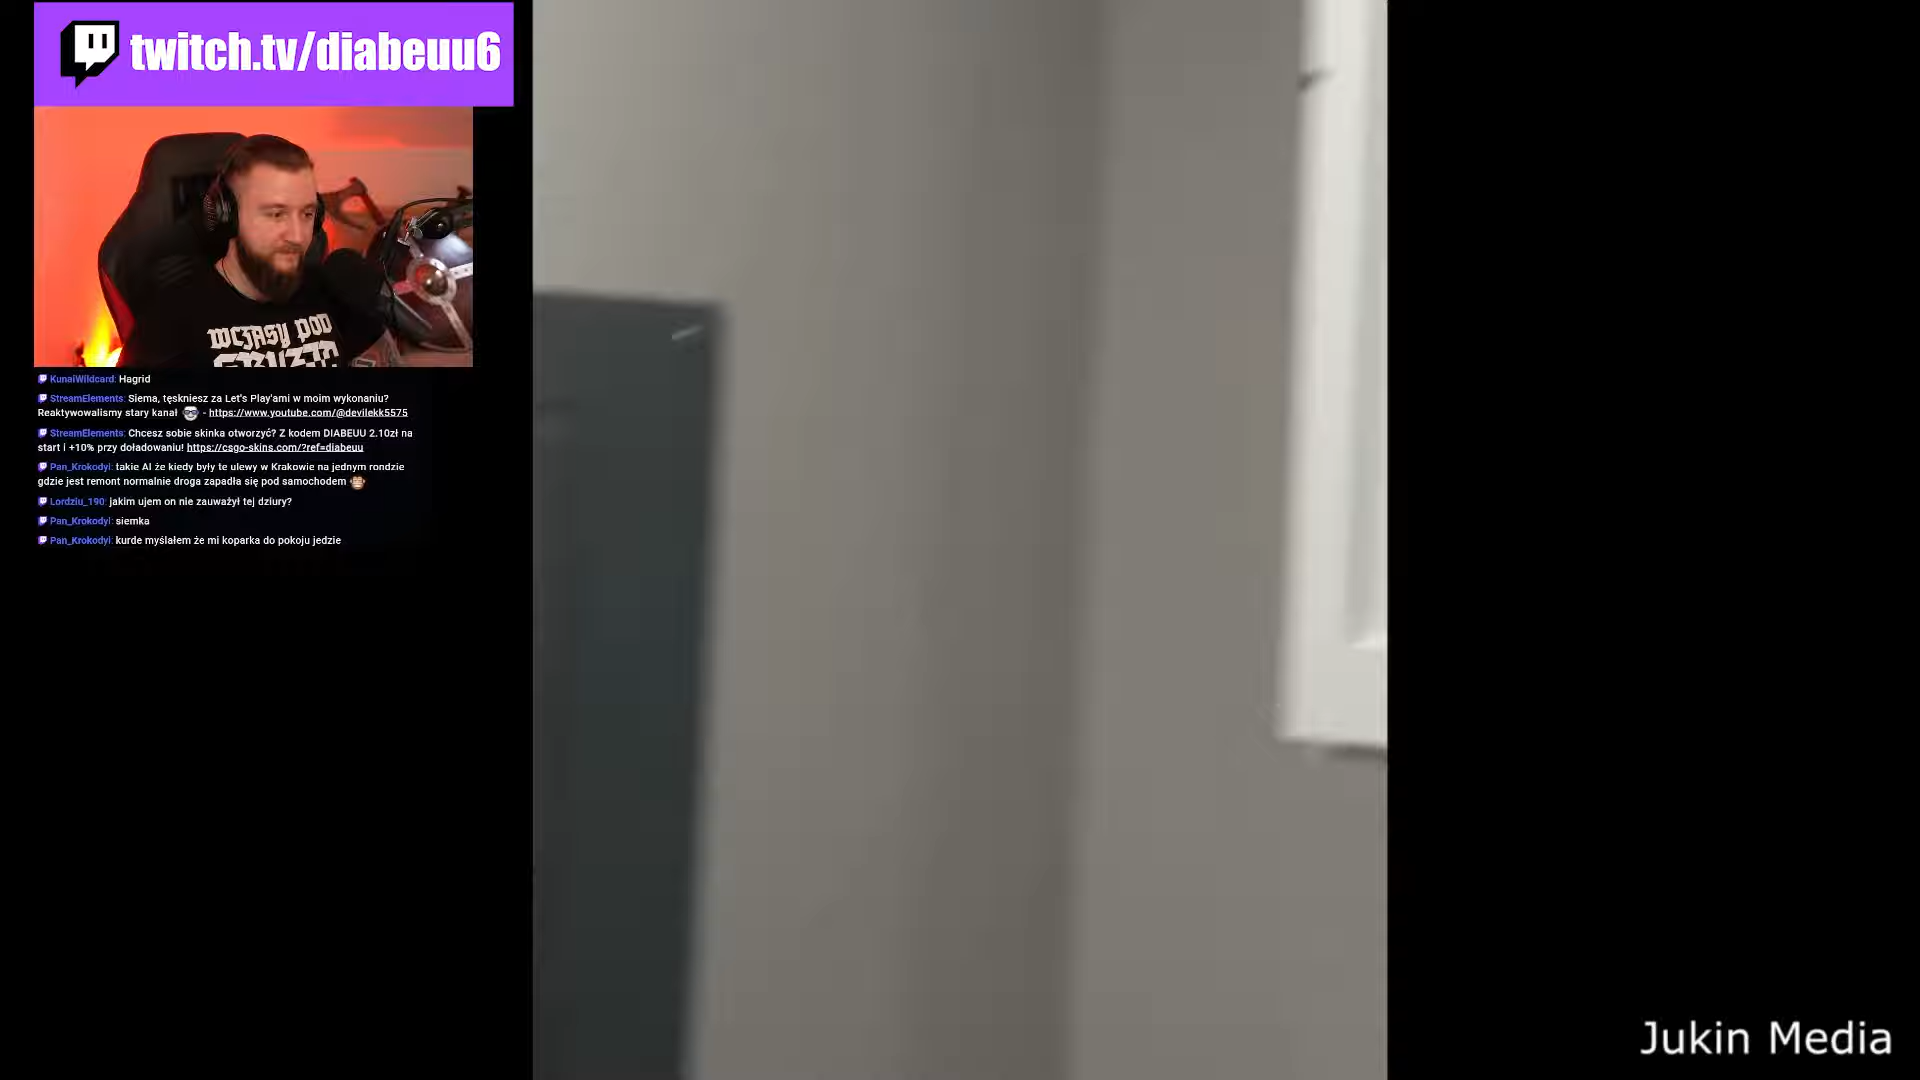 twitch.tv/diabeuu6
WCZASY POD
KunaiWildcard: Hagrid
StreamElements: Siema, tęskniesz za Let's Play'ami w moim wykonaniu?
Reaktywowalismy stary kanał - https://www.youtube.com/@devilekk5575
StreamElements: Chcesz sobie skinka otworzyć? Z kodem DIABEUU 2.10zł na
start i +10% przy doładowaniu! https://csgo-skins.com/?ref=diabeuu
Pan_Krokodyl: takie AI że kiedy były te ulewy w Krakowie na jednym rondzie
gdzie jest remont normalnie droga zapadła się pod samochodem
Lordziu_190: jakim ujem on nie zauważył tej dziury?
Pan_Krokodyl: siemka
Pan_Krokodyl: kurde myślałem że mi koparka do pokoju jedzie
Jukin Media